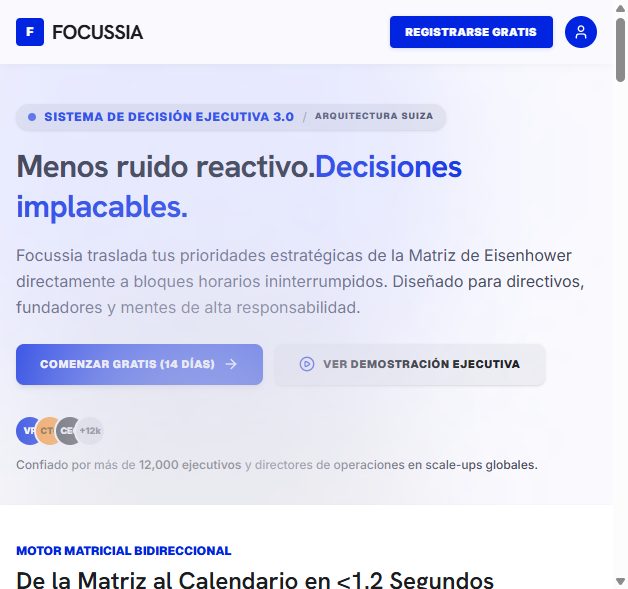 F FOCUSSIA
REGISTRARSE GRATIS
SISTEMA DE DECISIÓN EJECUTIVA 3.0 / ARQUITECTURA SUIZA
Menos ruido reactivo.Decisiones
implacables.
Focussia traslada tus prioridades estratégicas de la Matriz de Eisenhower
directamente a bloques horarios ininterrumpidos. Diseñado para directivos,
fundadores y mentes de alta responsabilidad.
COMENZAR GRATIS (14 DÍAS)
VER DEMOSTRACIÓN EJECUTIVA
+12k
Confiado por más de 12,000 ejecutivos y directores de operaciones en scale-ups globales.
MOTOR MATRICIAL BIDIRECCIONAL
De la Matriz al Calendario en <1.2 Segundos